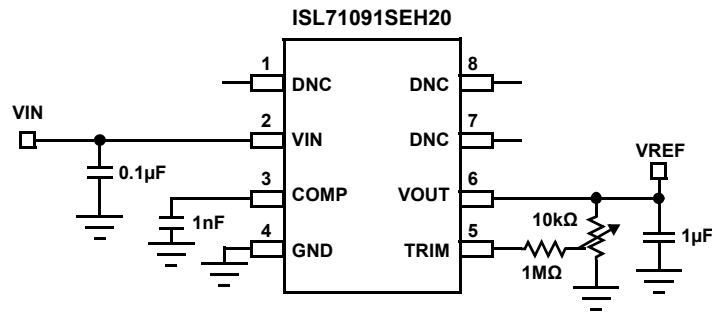 ISL71091SEH20
1
DNC
8
DNC
VIN
2
VIN
7
DNC
VREF
0.1µF
3
COMP
6
VOUT
1nF
10kΩ
1µF
4
GND
5
TRIM
1MΩ